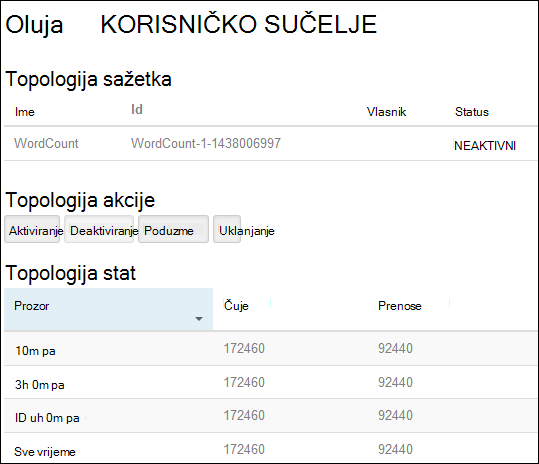 Oluja KORISNIČKO SUČELJE
Topologija sažetka
Ime Id Vlasnik Status
WordCount WordCount-1-1438006997 NEAKTIVNI
Topologija akcije
Aktiviranje Deaktiviranje Poduzme Uklanjanje
Topologija stat
Prozor Čuje Prenose
10m pa 172460 92440
3h 0m pa 172460 92440
ID uh 0m pa 172460 92440
Sve vrijeme 172460 92440